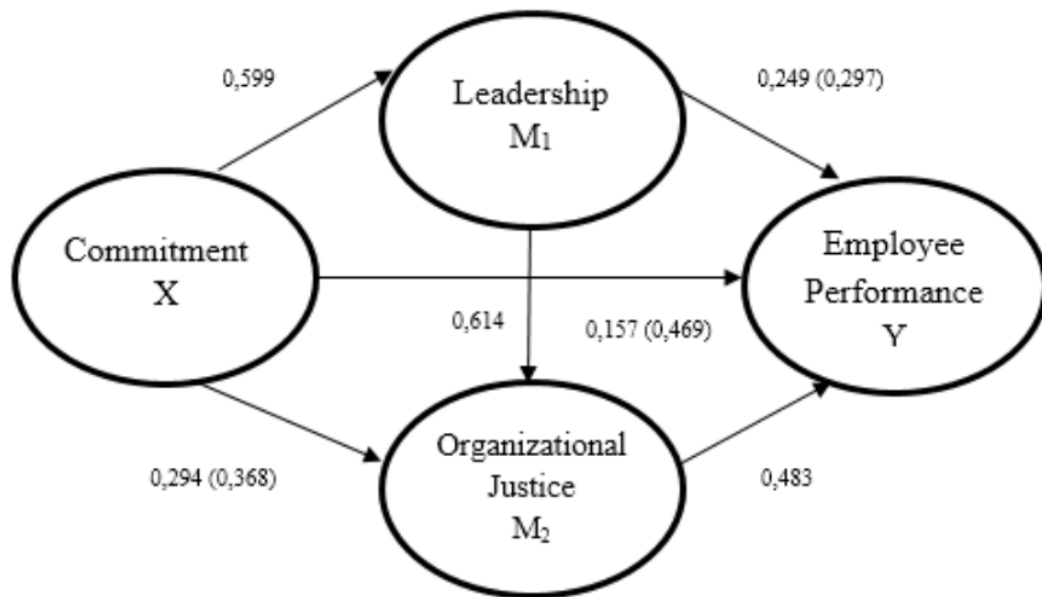 0,599
Leadership
M₁
0,249 (0,297)
Commitment
X
Employee
Performance
Y
0,614
0,157 (0,469)
Organizational
Justice
M₂
0,294 (0,368)
0,483